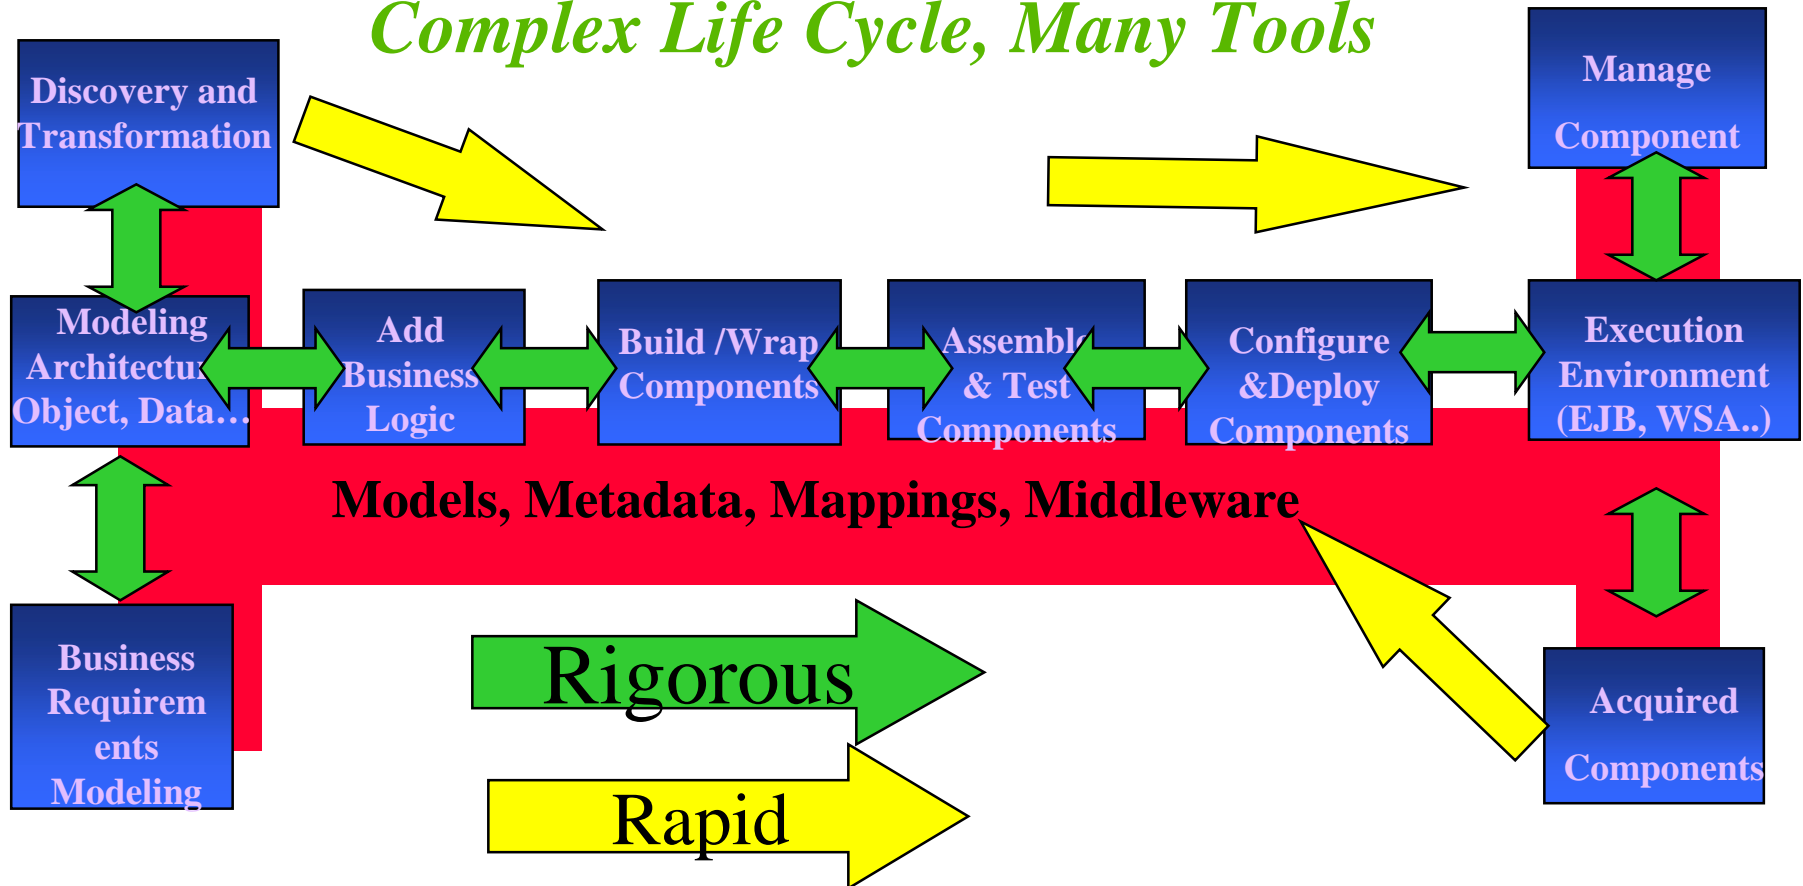 Complex Life Cycle, Many Tools
Discovery and
Transformation
Manage
Component
Modeling
Architectur
Object, Data…
Add
Business
Logic
Build /Wrap
Components
Assemble
& Test
Components
Configure
&Deploy
Components
Execution
Environment
(EJB, WSA..)
Models, Metadata, Mappings, Middleware
Business
Requirem
ents
Modeling
Rigorous
Rapid
Acquired
Components